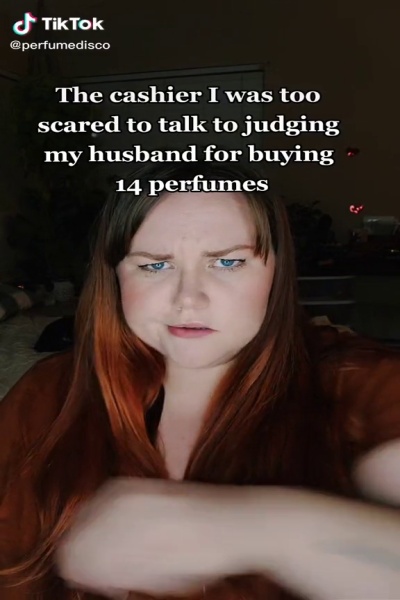 TikTok
@perfumedisco
The cashier I was too
scared to talk to judging
my husband for buying
14 perfumes